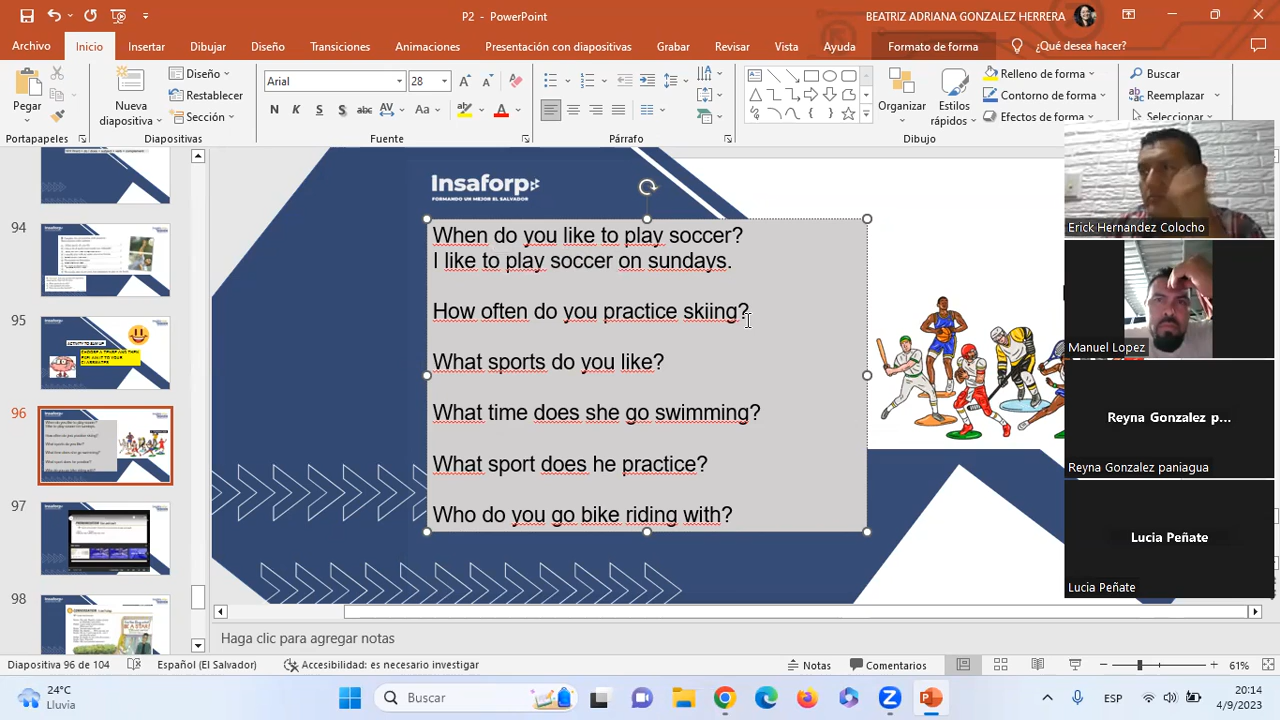 P2 - PowerPoint
BEATRIZ ADRIANA GONZALEZ HERRERA
Archivo Inicio Insertar Dibujar Diseño Transiciones Animaciones Presentación con diapositivas Grabar Revisar Vista Ayuda Formato de forma ¿Qué desea hacer?
Pegar
Portapapeles
Nueva diapositiva
Diseño
Restablecer
Sección
Diapositivas
Arial 28
N K S S abc AV Aa A
Fuente
Párrafo
Organizar
Estilos rápidos
Relleno de forma
Contorno de forma
Efectos de forma
Dibujo
Buscar
Reemplazar
Seleccionar
94
95
96
97
98
Insaforp
FORMANDO UN MEJOR EL SALVADOR
When do you like to play soccer?
I like to play soccer on sundays.
How often do you practice skiing?
What sports do you like?
What time does she go swimming?
What sport does he practice?
Who do you go bike riding with?
Erick Hernandez Colocho
Manuel Lopez
Reyna Gonza z p...
Lucia Peñate
Lucia Peñate
Haga clic para agregar notas
Diapositiva 96 de 104
Español (El Salvador)
Accesibilidad: es necesario investigar
Notas
Comentarios
61%
24°C
Lluvia
Buscar
ESP
20:14
4/9/2023